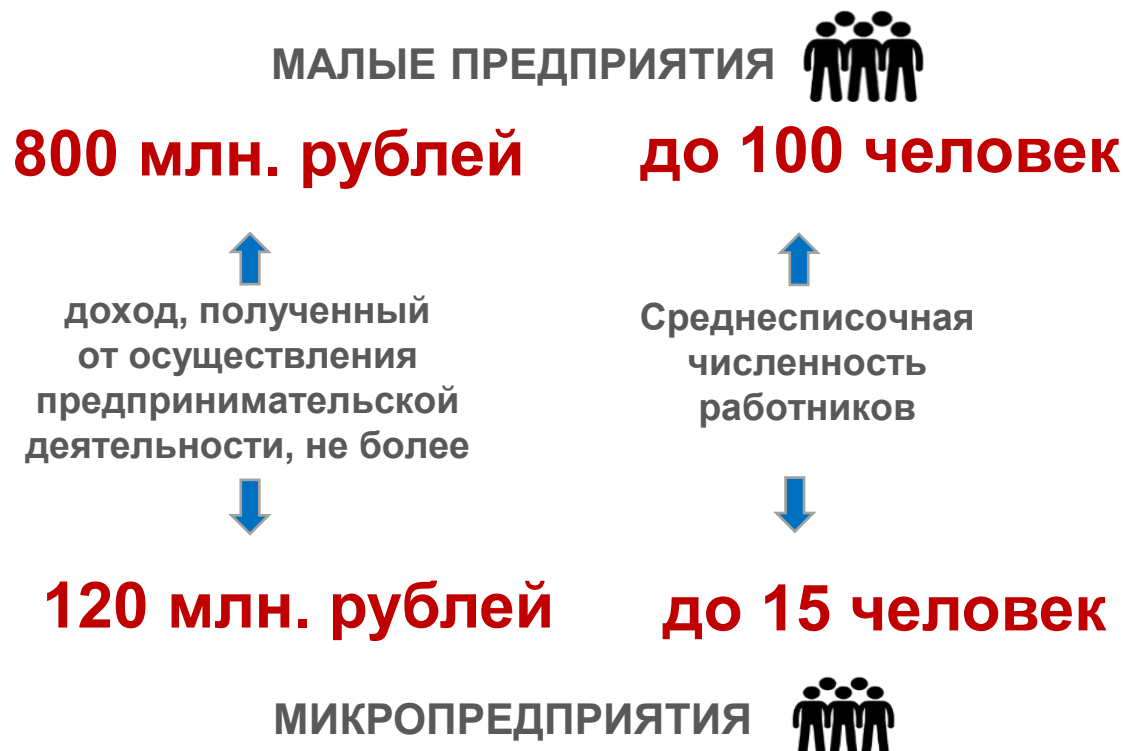 МАЛЫЕ ПРЕДПРИЯТИЯ
800 млн. рублей
до 100 человек
доход, полученный
от осуществления
предпринимательской
деятельности, не более
Среднесписочная
численность
работников
120 млн. рублей
до 15 человек
МИКРОПРЕДПРИЯТИЯ